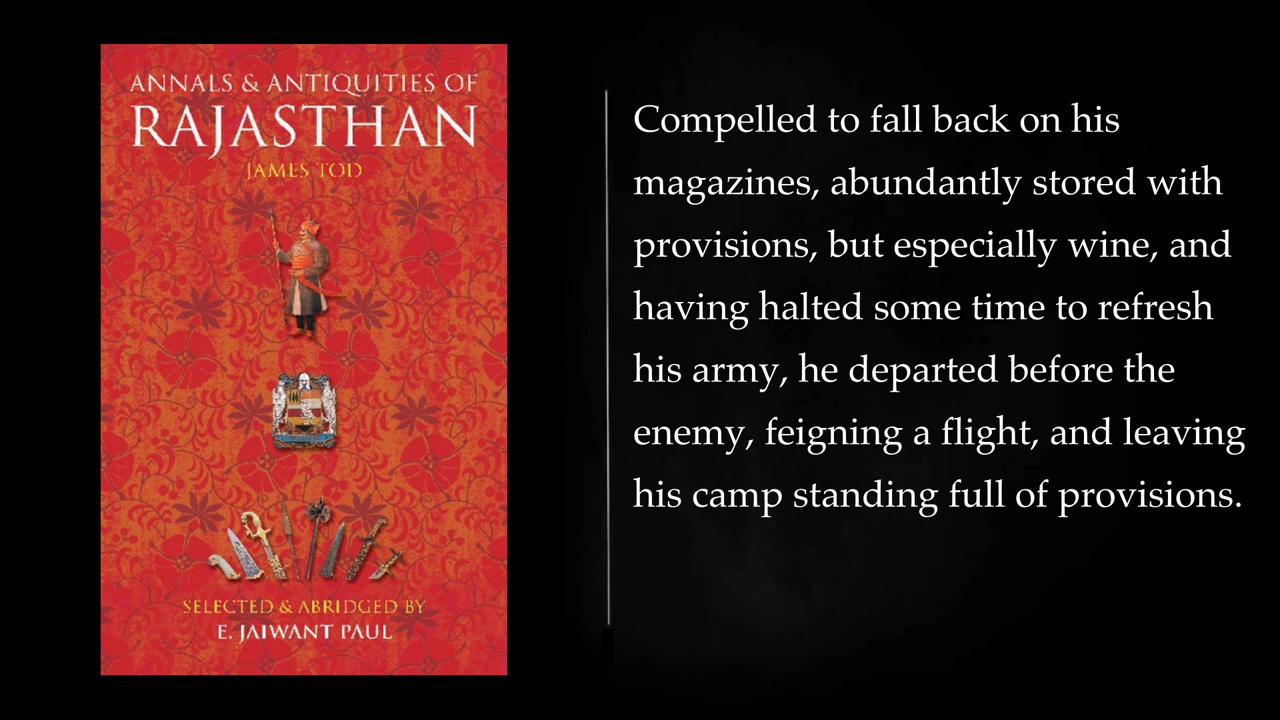 ANNALS & ANTIQUITIES OF
RAJASTHAN
JAMES TOD
SELECTED & ABRIDGED BY
E. JAIWANT PAUL
Compelled to fall back on his
magazines, abundantly stored with
provisions, but especially wine, and
having halted some time to refresh
his army, he departed before the
enemy, feigning a flight, and leaving
his camp standing full of provisions.